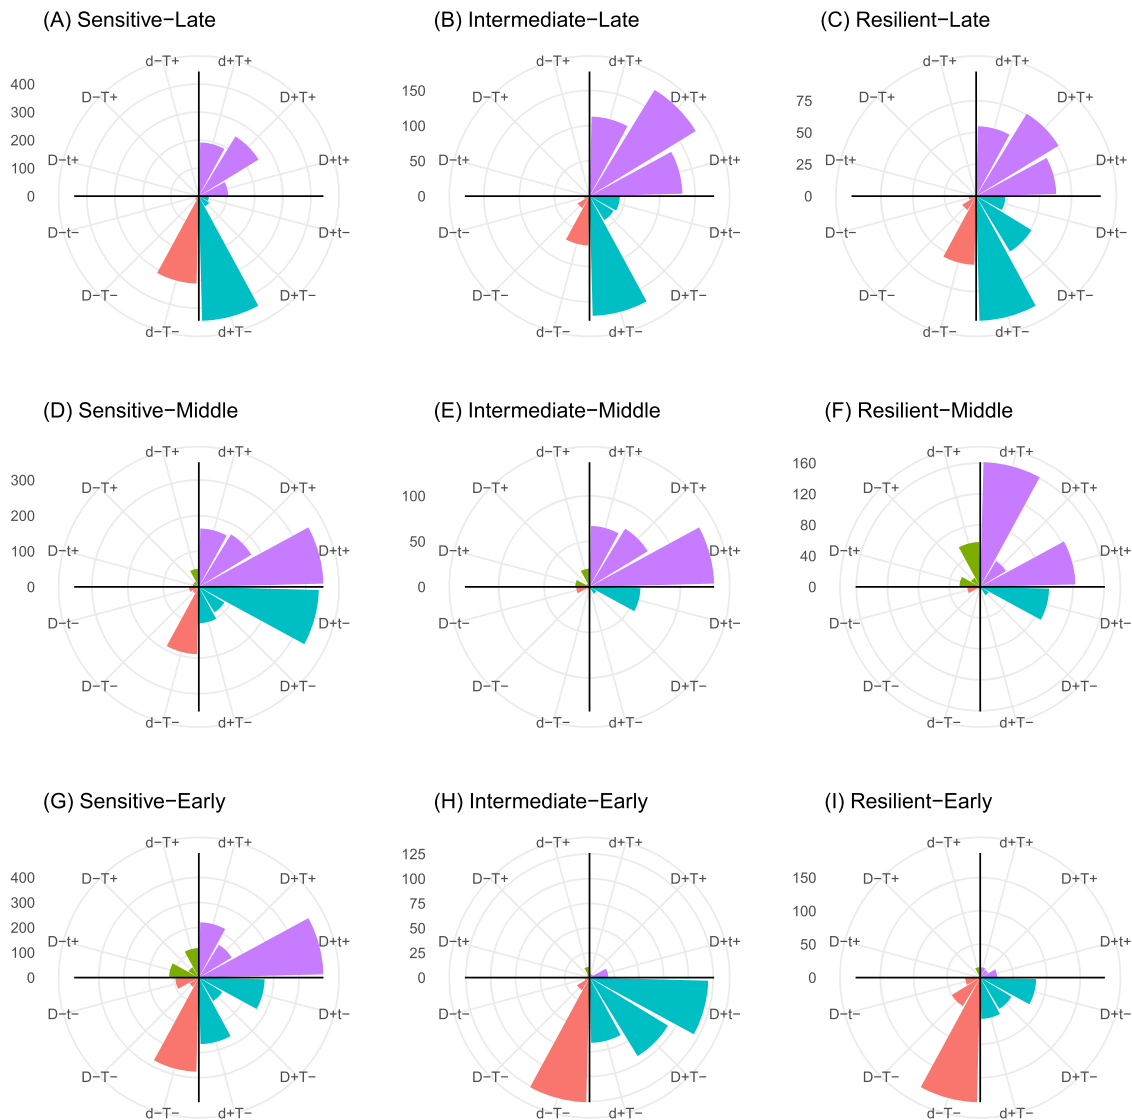 (A) Sensitive−Late
(B) Intermediate−Late
(C) Resilient−Late
d−T+ d+T+
D−T+ D+T+
D−t+ D+t+
D−t− D+t−
D−T− D+T−
d−T− d+T−
400
300
200
100
0
d−T+ d+T+
D−T+ D+T+
D−t+ D+t+
D−t− D+t−
D−T− D+T−
d−T− d+T−
150
100
50
0
d−T+ d+T+
D−T+ D+T+
D−t+ D+t+
D−t− D+t−
D−T− D+T−
d−T− d+T−
75
50
25
0
(D) Sensitive−Middle
(E) Intermediate−Middle
(F) Resilient−Middle
d−T+ d+T+
D−T+ D+T+
D−t+ D+t+
D−t− D+t−
D−T− D+T−
d−T− d+T−
300
200
100
0
d−T+ d+T+
D−T+ D+T+
D−t+ D+t+
D−t− D+t−
D−T− D+T−
d−T− d+T−
100
50
0
d−T+ d+T+
D−T+ D+T+
D−t+ D+t+
D−t− D+t−
D−T− D+T−
d−T− d+T−
160
120
80
40
0
(G) Sensitive−Early
(H) Intermediate−Early
(I) Resilient−Early
d−T+ d+T+
D−T+ D+T+
D−t+ D+t+
D−t− D+t−
D−T− D+T−
d−T− d+T−
400
300
200
100
0
d−T+ d+T+
D−T+ D+T+
D−t+ D+t+
D−t− D+t−
D−T− D+T−
d−T− d+T−
125
100
75
50
25
0
d−T+ d+T+
D−T+ D+T+
D−t+ D+t+
D−t− D+t−
D−T− D+T−
d−T− d+T−
150
100
50
0